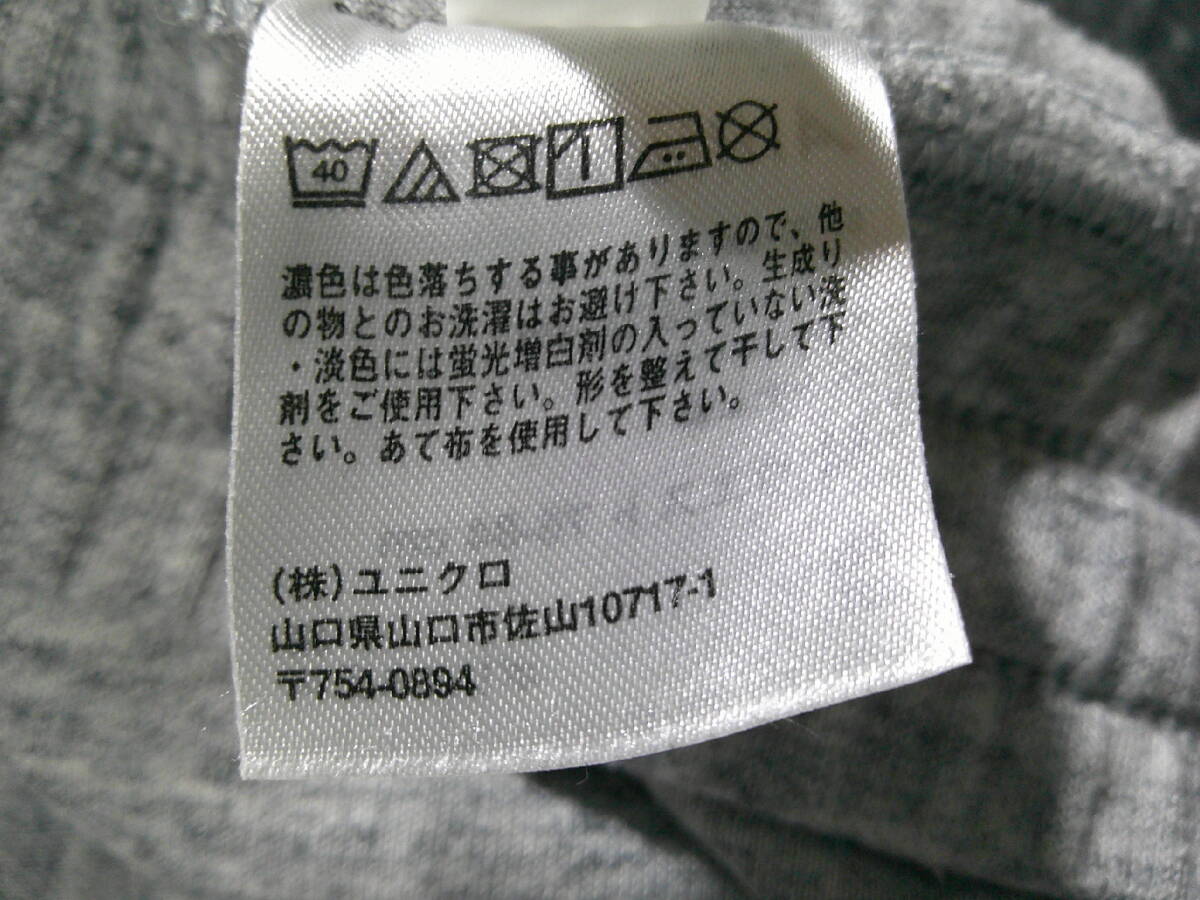 40
濃色は色落ちする事がありますので、他
の物とのお洗濯はお避け下さい。生成り
・淡色には蛍光増白剤の入っていない洗
剤をご使用下さい。形を整えて干して下
さい。あて布を使用して下さい。
(株)ユニクロ
山口県山口市佐山10717-1
〒754-0894